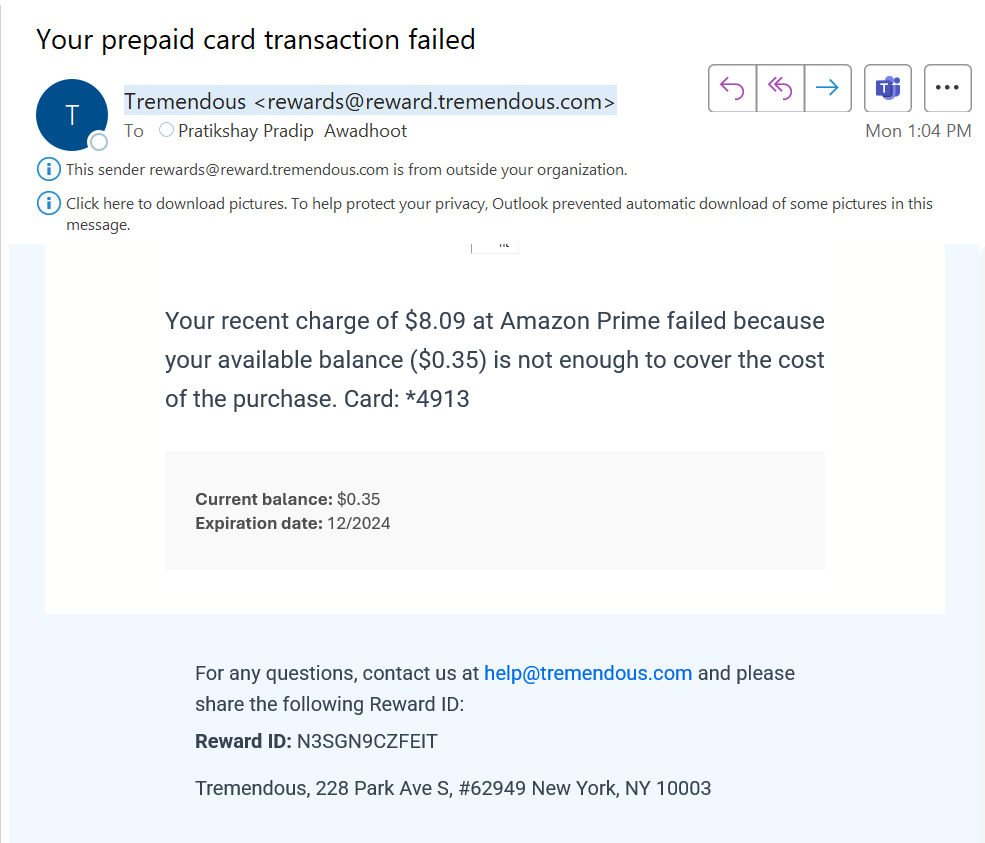 Your prepaid card transaction failed
T
Tremendous <rewards@reward.tremendous.com>
To Pratikshay Pradip Awadhoot
Mon 1:04 PM
This sender rewards@reward.tremendous.com is from outside your organization.
Click here to download pictures. To help protect your privacy, Outlook prevented automatic download of some pictures in this
message.
Your recent charge of $8.09 at Amazon Prime failed because
your available balance ($0.35) is not enough to cover the cost
of the purchase. Card: *4913
Current balance: $0.35
Expiration date: 12/2024
For any questions, contact us at help@tremendous.com and please
share the following Reward ID:
Reward ID: N3SGN9CZFEIT
Tremendous, 228 Park Ave S, #62949 New York, NY 10003